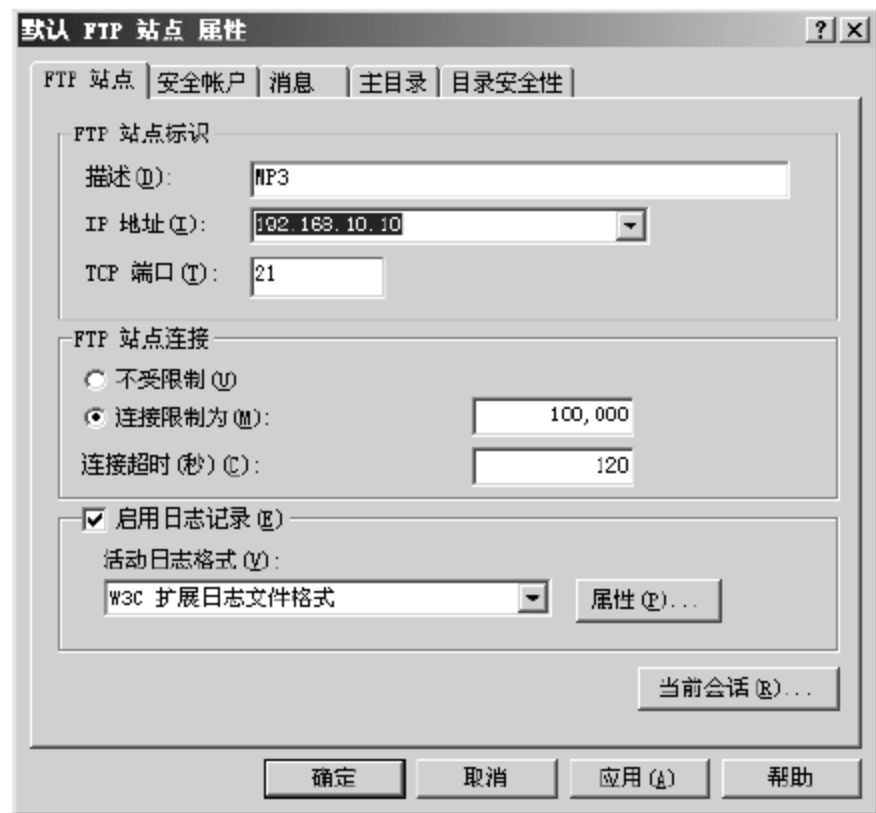 默认 FTP 站点 属性
FTP 站点 安全帐户 消息 主目录 目录安全性
FTP 站点标识
描述(D): MP3
IP 地址(I): 192.168.10.10
TCP 端口(T): 21
FTP 站点连接
不受限制(U)
连接限制为(M): 100,000
连接超时(秒)(C): 120
启用日志记录(E)
活动日志格式(V):
W3C 扩展日志文件格式 属性(P)...
当前会话(R)...
确定 取消 应用(A) 帮助